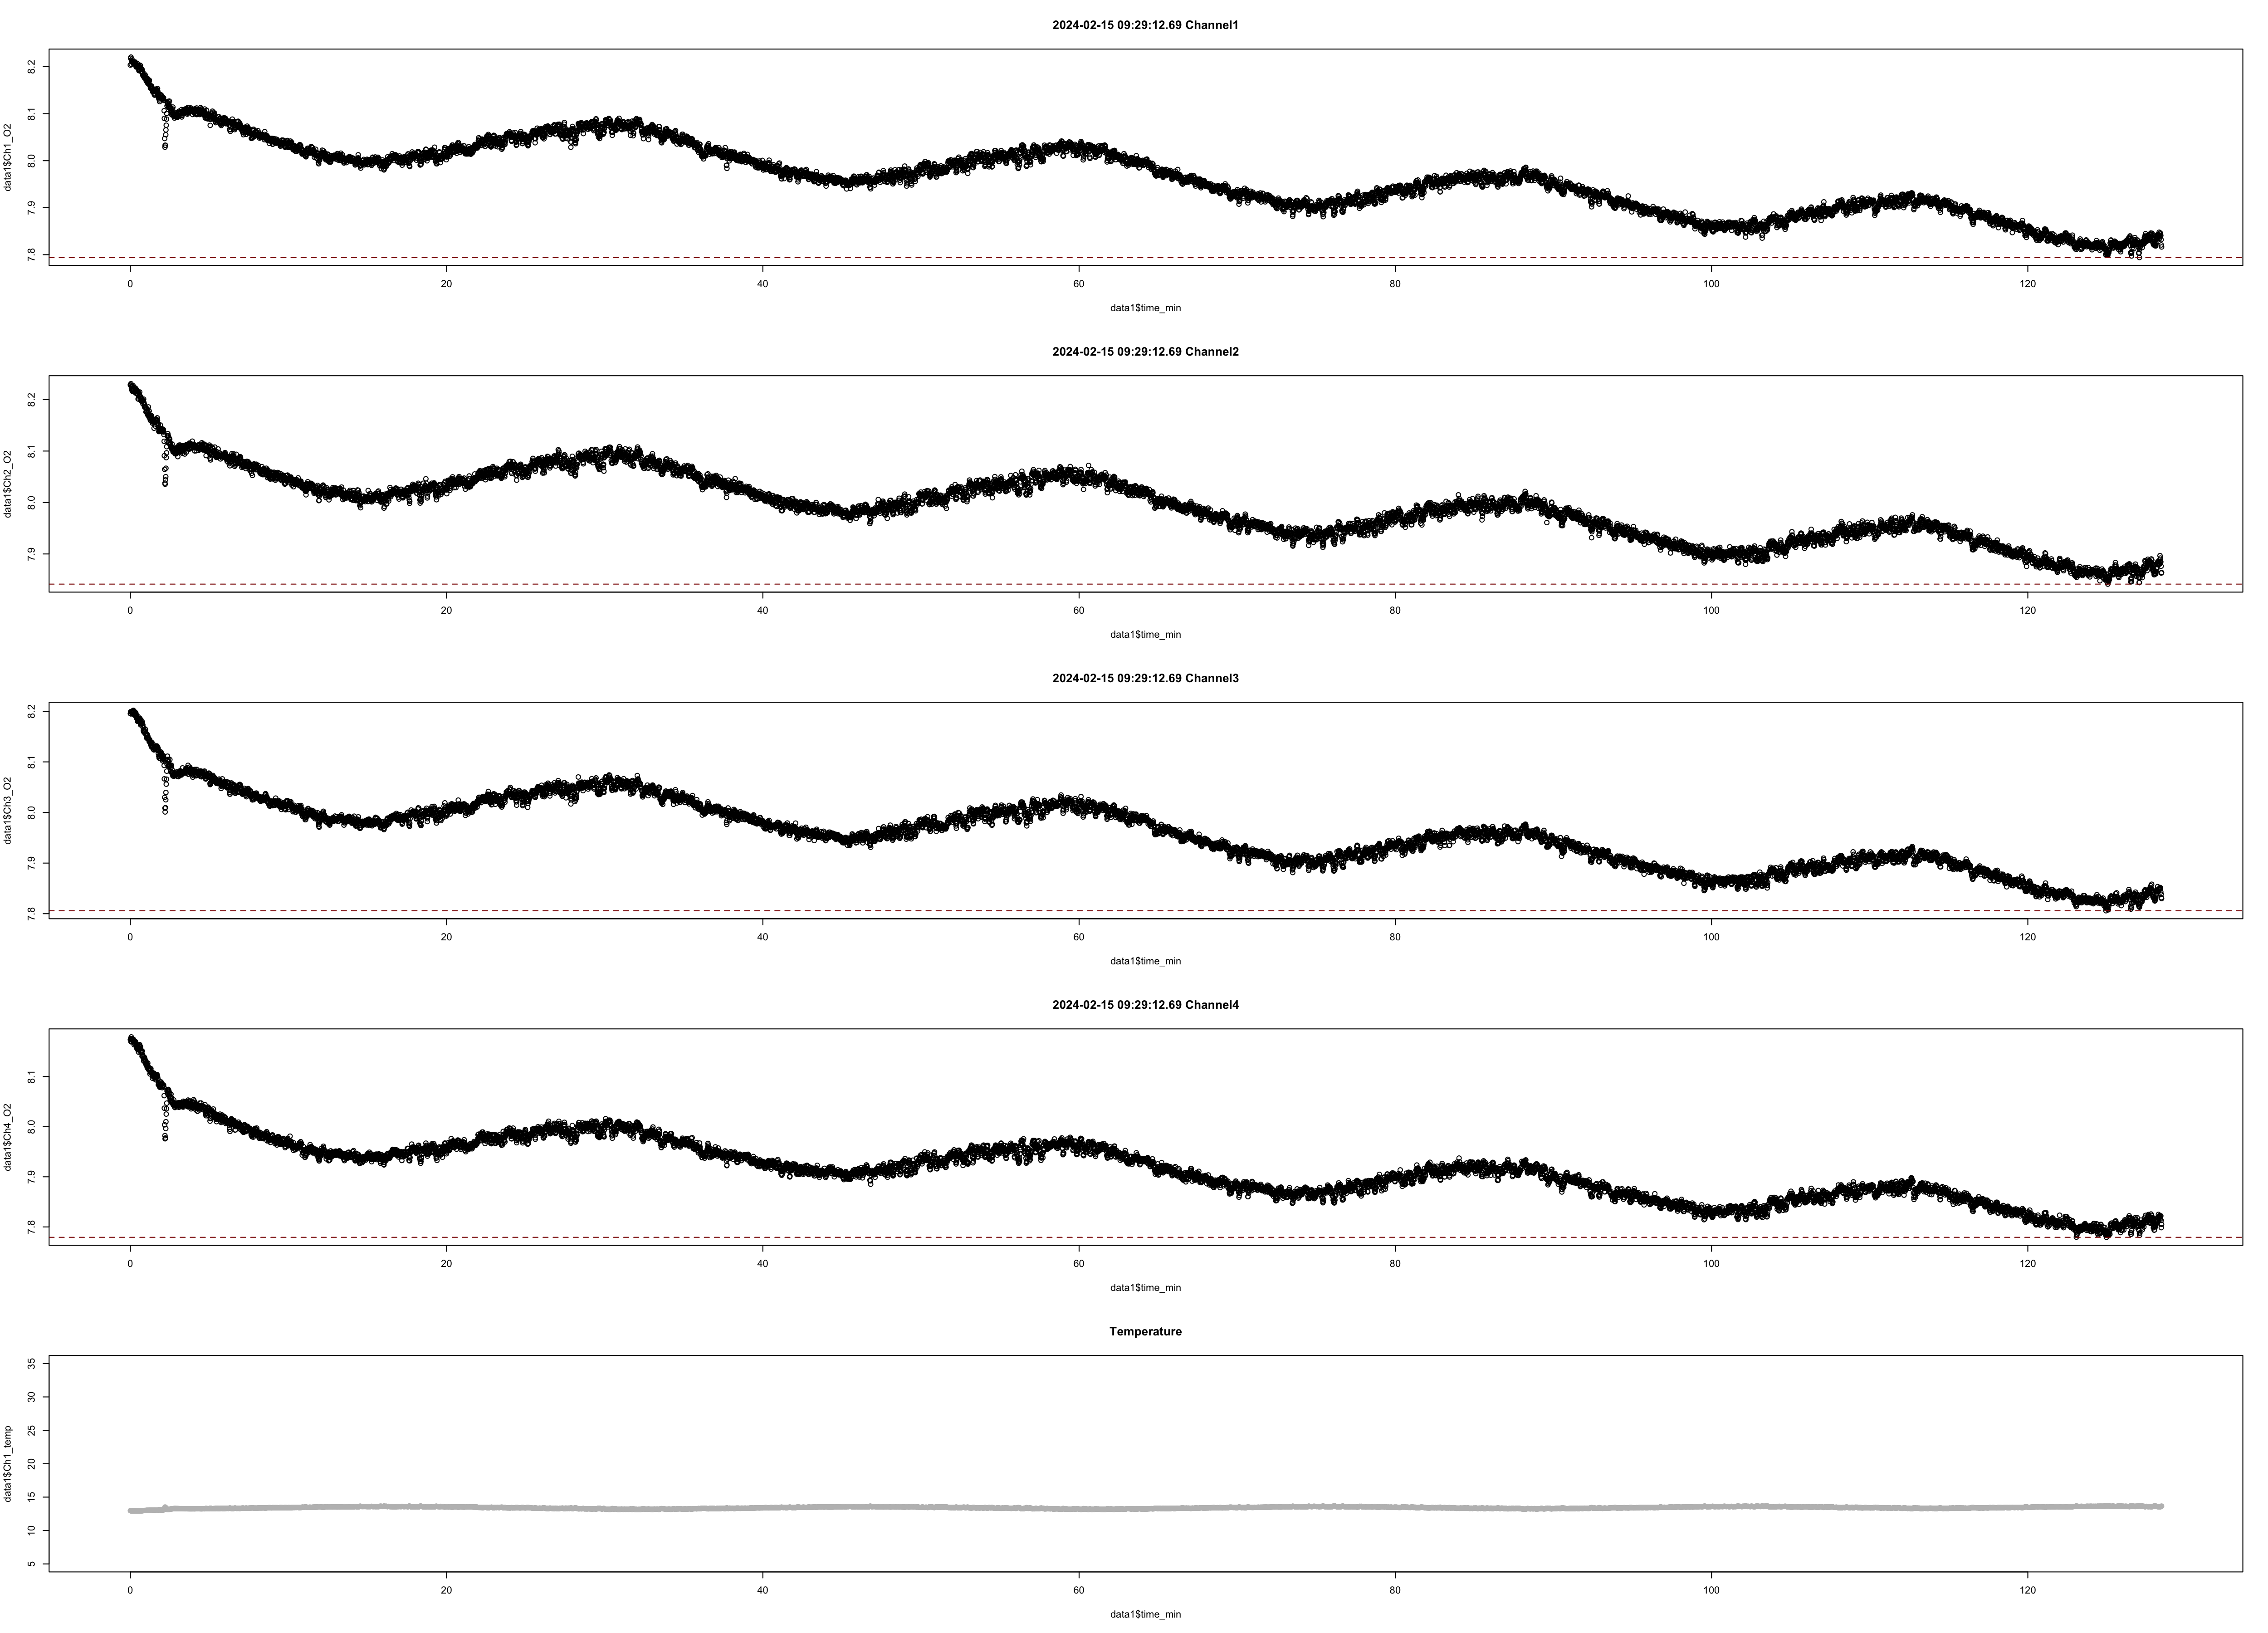 2024-02-15 09:29:12.69 Channel1
data1$Ch1_O2
8.2
8.1
8.0
7.9
7.8
0 20 40 60 80 100 120
data1$time_min
2024-02-15 09:29:12.69 Channel2
data1$Ch2_O2
8.2
8.1
8.0
7.9
0 20 40 60 80 100 120
data1$time_min
2024-02-15 09:29:12.69 Channel3
data1$Ch3_O2
8.2
8.1
8.0
7.9
7.8
0 20 40 60 80 100 120
data1$time_min
2024-02-15 09:29:12.69 Channel4
data1$Ch4_O2
8.1
8.0
7.9
7.8
0 20 40 60 80 100 120
data1$time_min
Temperature
data1$Ch1_temp
35
30
25
20
15
10
5
0 20 40 60 80 100 120
data1$time_min